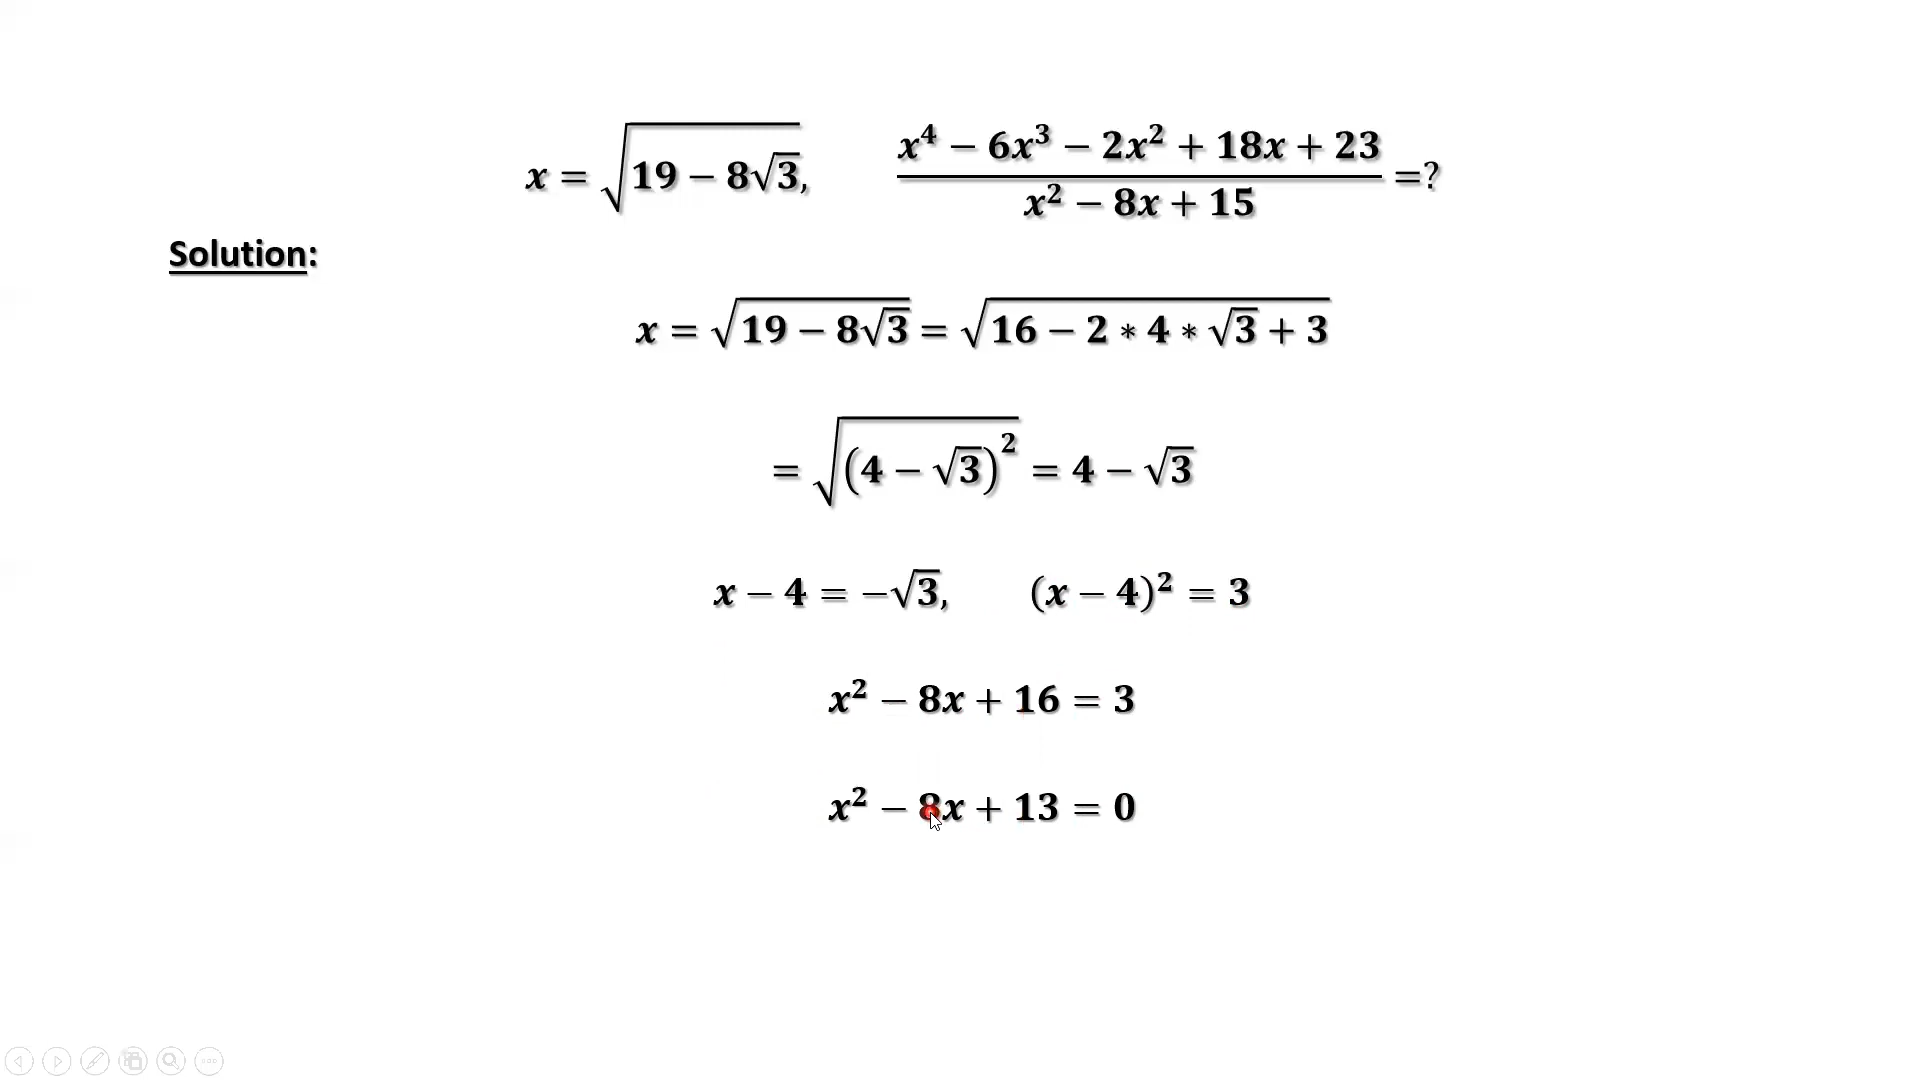 x = √(19 − 8√3), (x⁴ − 6x³ − 2x² + 18x + 23)/(x² − 8x + 15) =?
Solution:
x = √(19 − 8√3) = √(16 − 2 ∗ 4 ∗ √3 + 3)
= √((4 − √3)²) = 4 − √3
x − 4 = −√3, (x − 4)² = 3
x² − 8x + 16 = 3
x² − 8x + 13 = 0